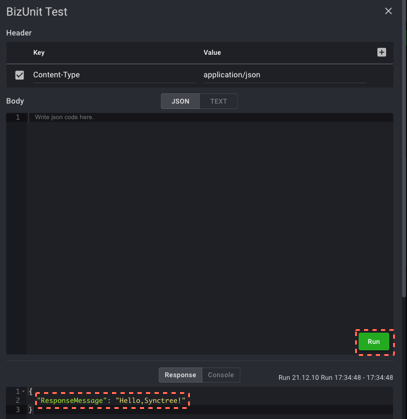 BizUnit Test
Header
Key Value
Content-Type application/json
Body JSON TEXT
1 Write json code here.
Run
Response Console Run 21.12.10 Run 17:34:48 - 17:34:48
1 {
2 "ResponseMessage": "Hello,Synctree!"
3 }